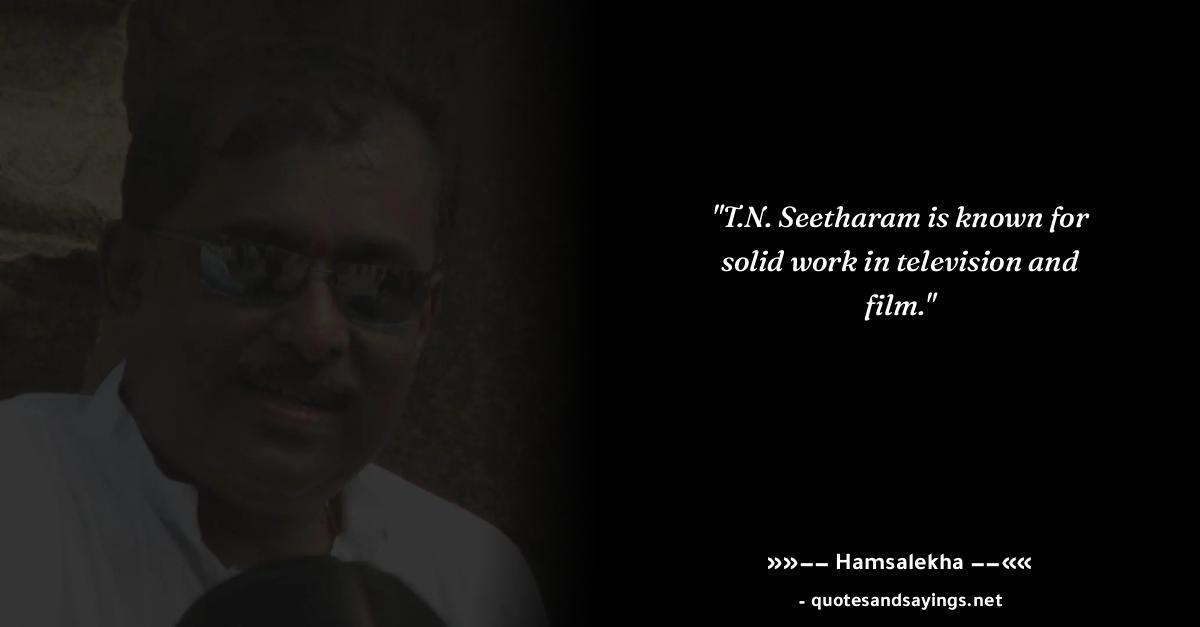 "T.N. Seetharam is known for
solid work in television and
film."
»»−− Hamsalekha −−««
- quotesandsayings.net